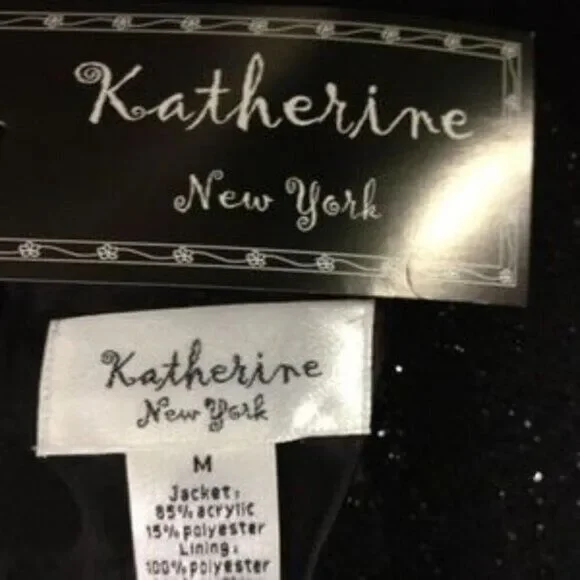 Katherine
New York
Katherine
New York
M
Jacket:
85% acrylic
15% polyester
Lining:
100% polyester